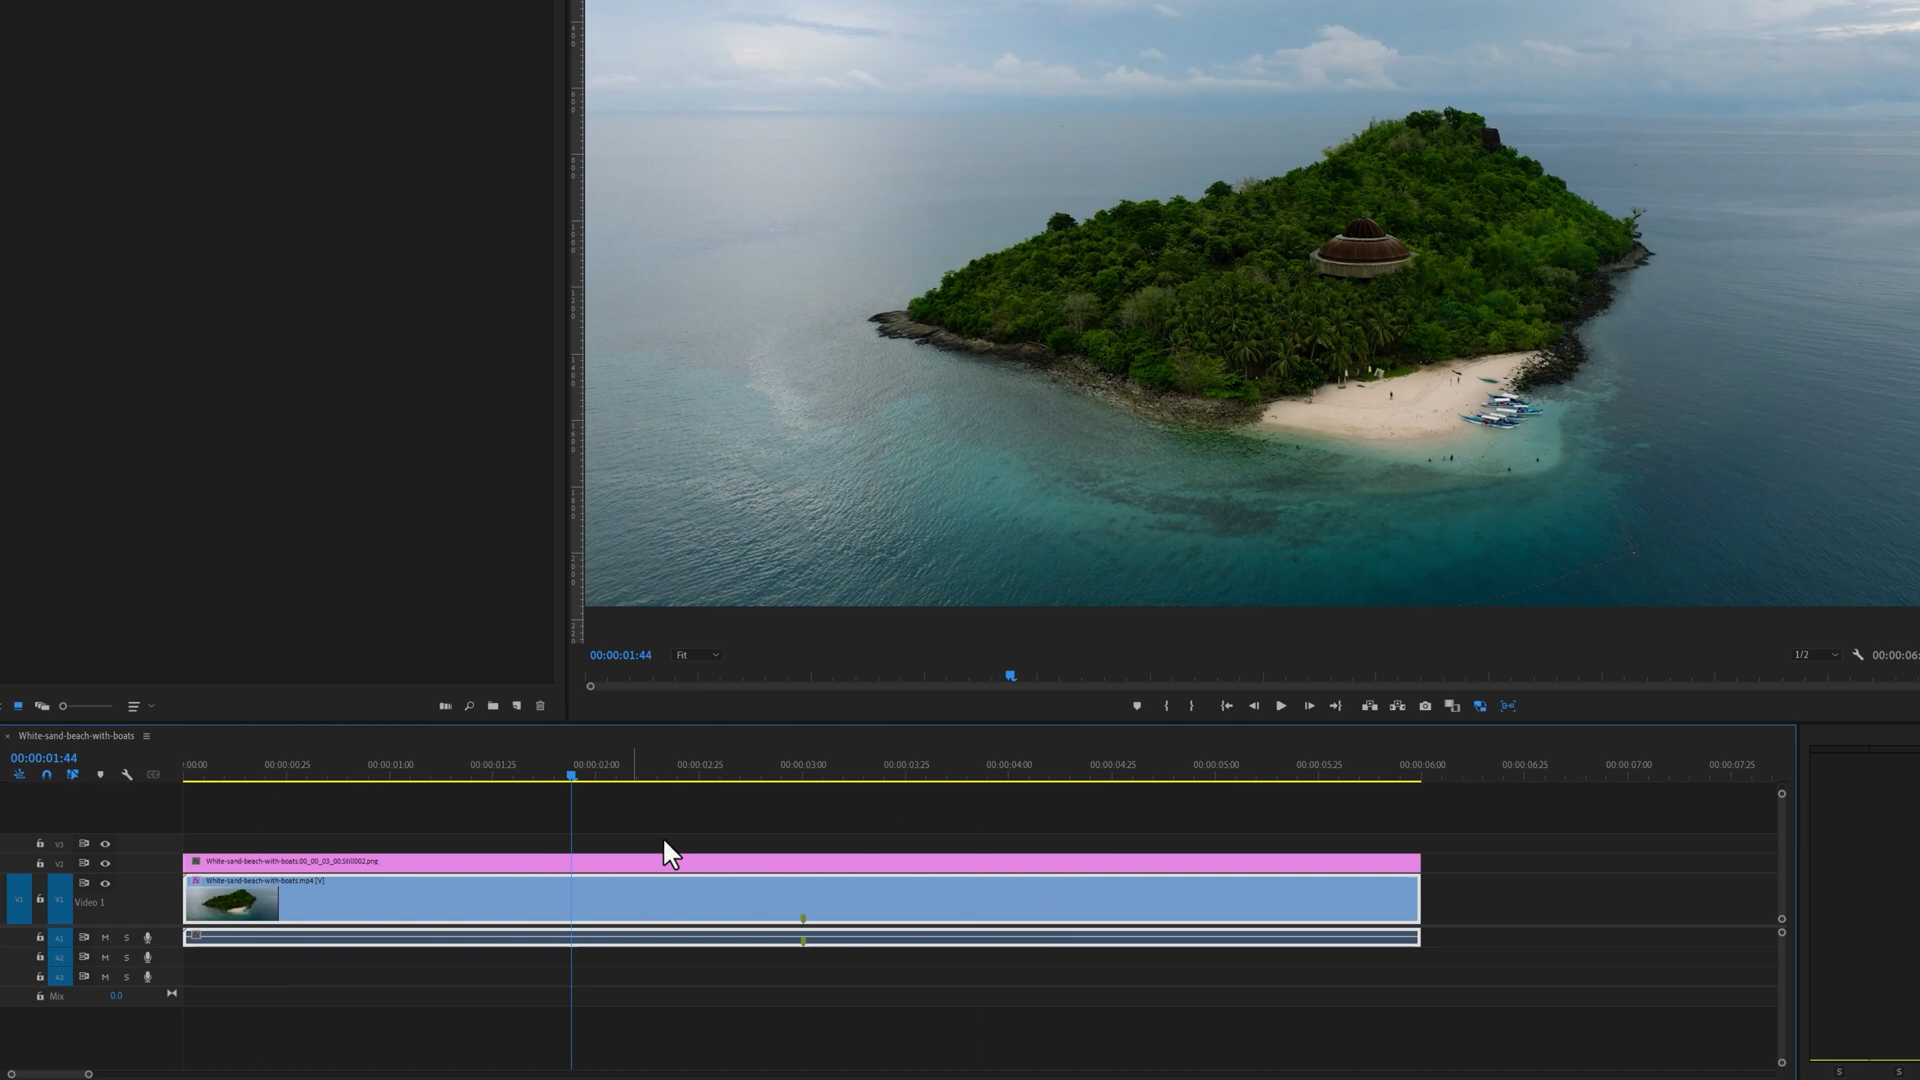 00:00:01:44
Fit
1/2
00:00:06:
White-sand-beach-with-boats
00:00:01:44
:00:00
00:00:00:25
00:00:01:00
00:00:01:25
00:00:02:00
00:00:02:25
00:00:03:00
00:00:03:25
00:00:04:00
00:00:04:25
00:00:05:00
00:00:05:25
00:00:06:00
00:00:06:25
00:00:07:00
00:00:07:25
V3
V2
White-sand-beach-with-boats.00_00_03_00.Still002.png
fx White-sand-beach-with-boats.mp4 [V]
V1
V1
Video 1
A1
M
S
A2
M
S
A3
M
S
Mix
0.0
S
S